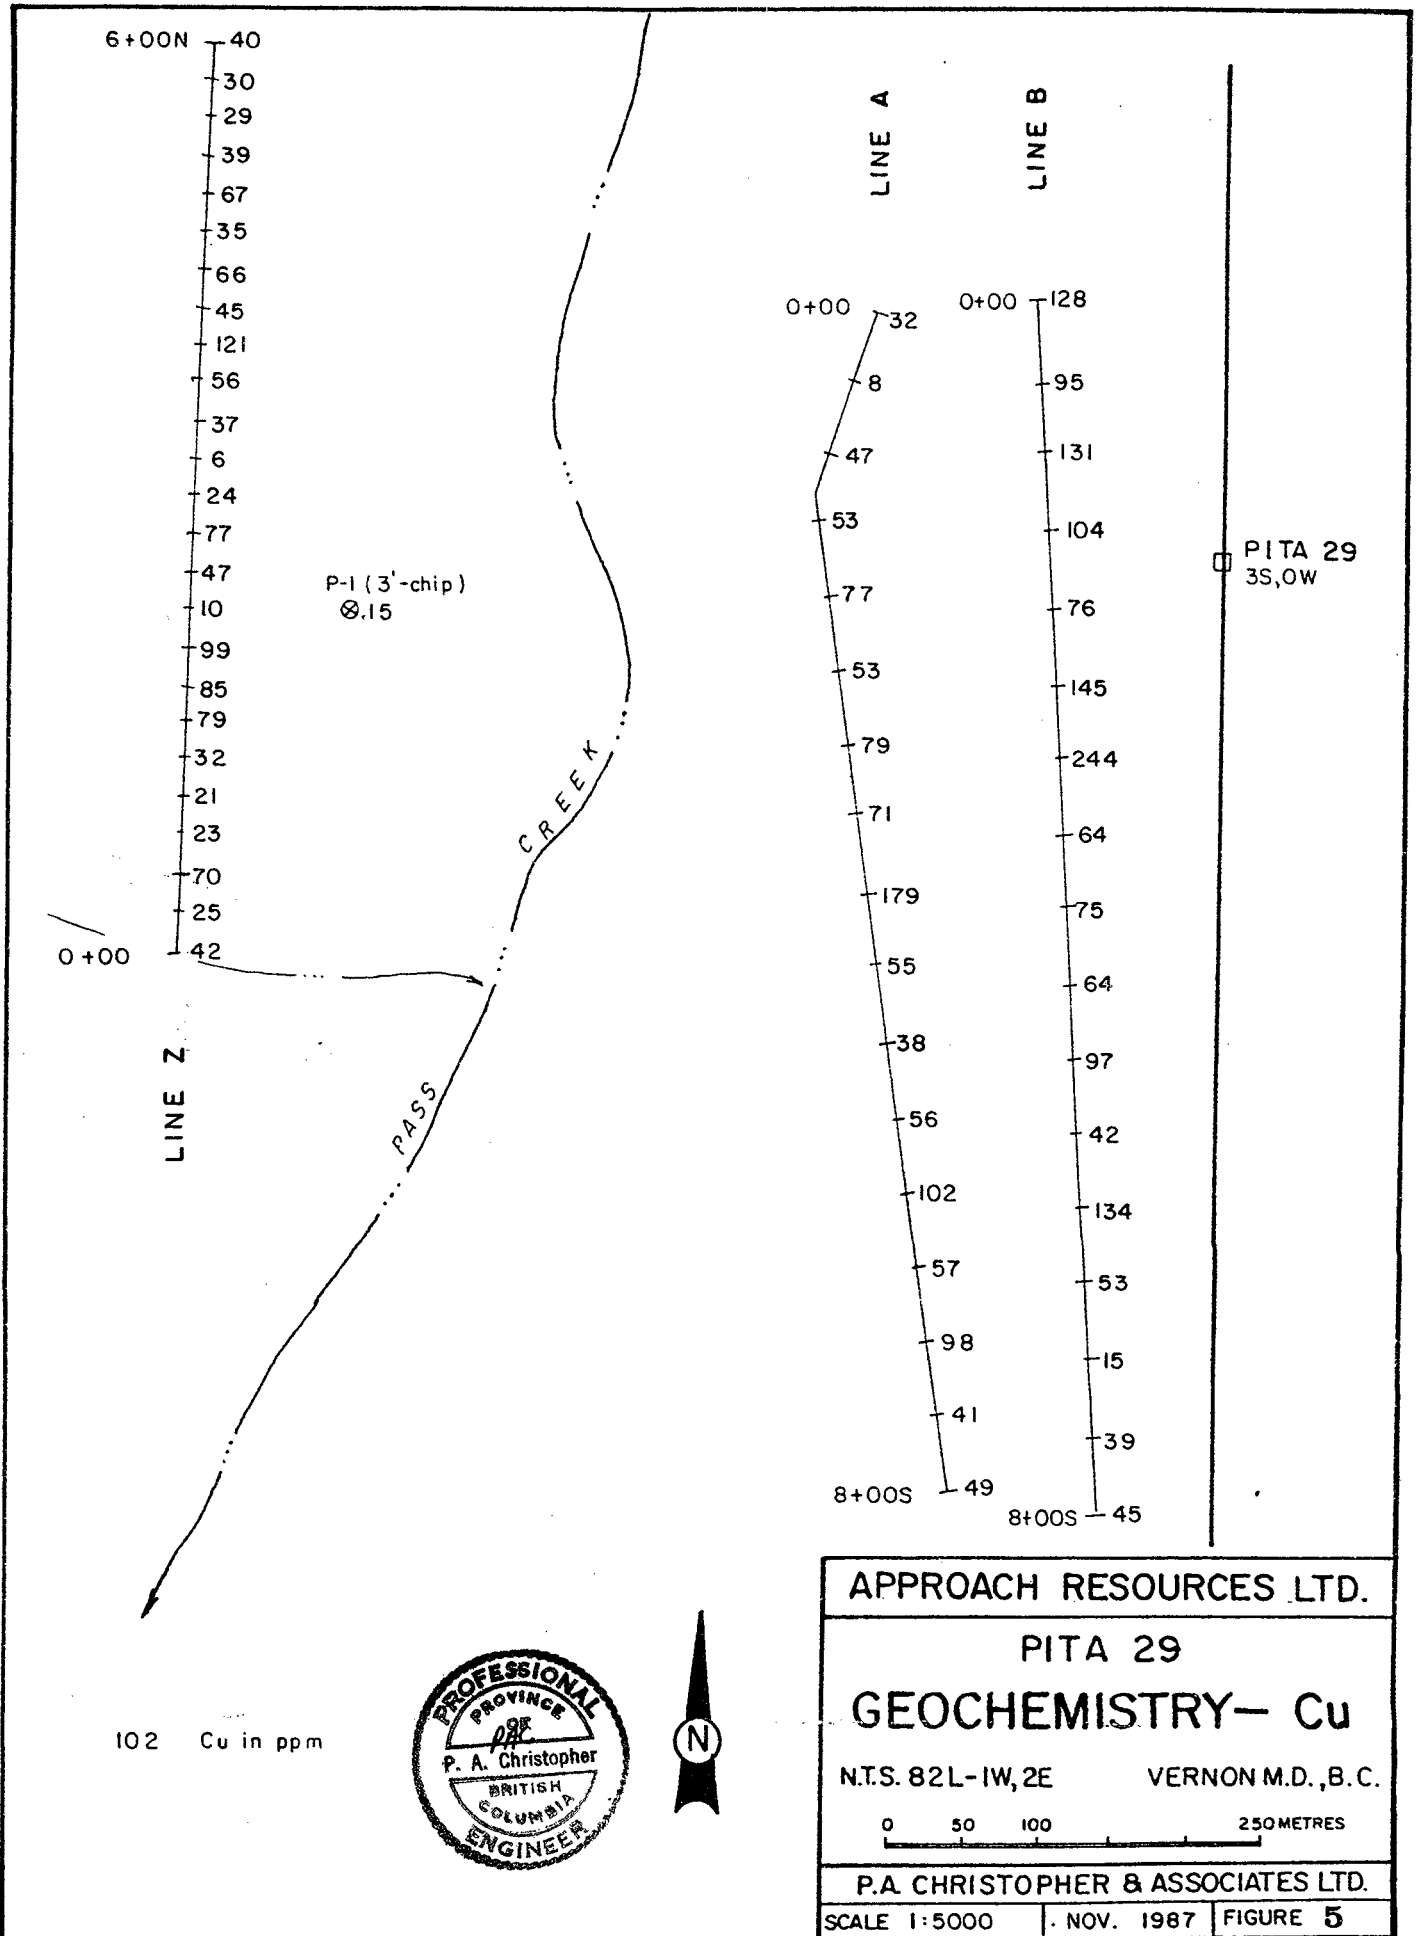 6+00N 40
30
29
39
67
35
66
45
121
56
37
6
24
77
47
10
99
85
79
32
21
23
70
25
0+00 42
LINE Z
P-1 (3'-chip)
.15
PASS CREEK
LINE A
0+00 32
8
47
53
77
53
79
71
179
55
38
56
102
57
98
41
8+00S 49
LINE B
0+00 128
95
131
104
76
145
244
64
75
64
97
42
134
53
15
39
8+00S 45
PITA 29
3S,0W
102 Cu in ppm
PROFESSIONAL
PROVINCE
OF
PAC
P. A. Christopher
BRITISH
COLUMBIA
ENGINEER
N
APPROACH RESOURCES LTD.
PITA 29
GEOCHEMISTRY— Cu
N.T.S. 82L-1W, 2E VERNON M.D., B.C.
0 50 100 250 METRES
P.A. CHRISTOPHER & ASSOCIATES LTD.
SCALE 1:5000 NOV. 1987 FIGURE 5